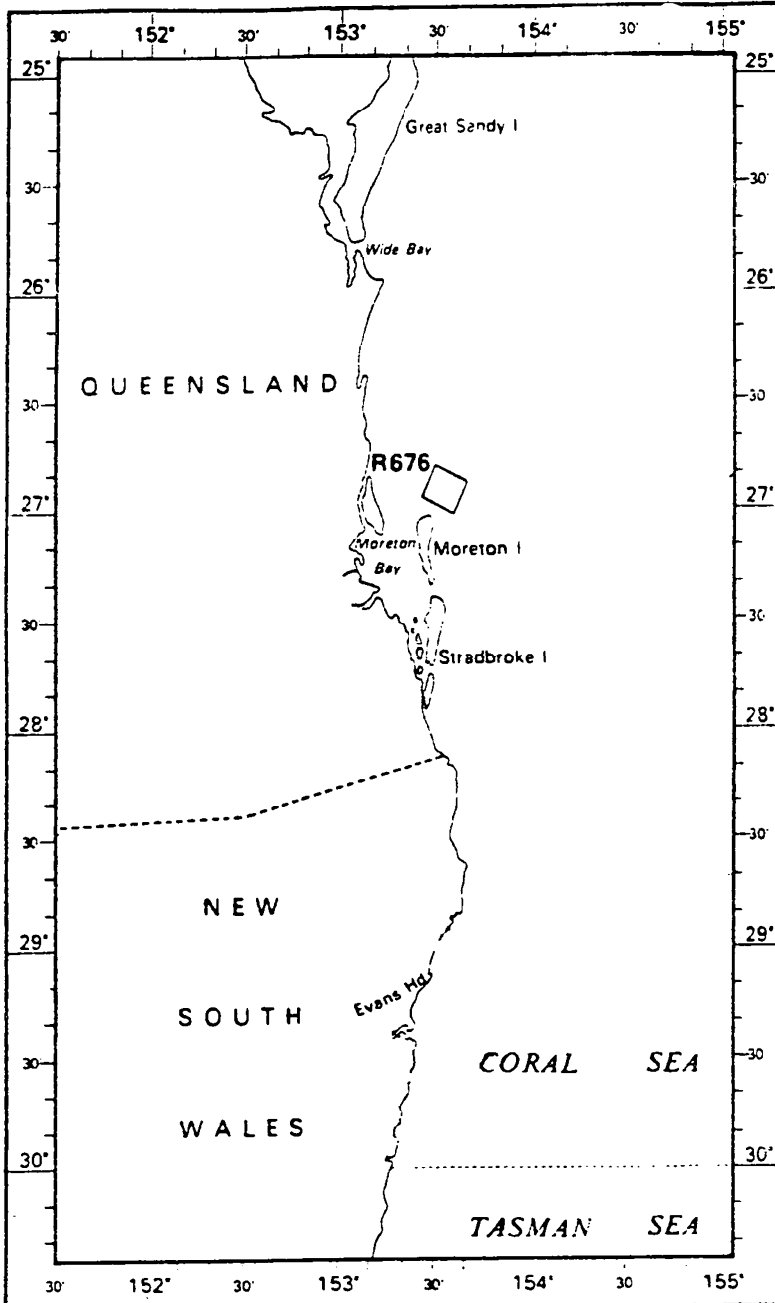 30' 152° 30' 153° 30' 154° 30' 155°
25° 25°
Great Sandy I
30 30'
Wide Bay
26° 26°
QUEENSLAND
30 30
R676
27° 27°
Moreton Bay
Moreton I
30 30
Stradbroke I
28° 28°
30 30
NEW
29° 29°
Evans Hd
SOUTH
30 30
CORAL SEA
WALES
30° 30°
TASMAN SEA
30' 152° 30' 153° 30' 154° 30 155°